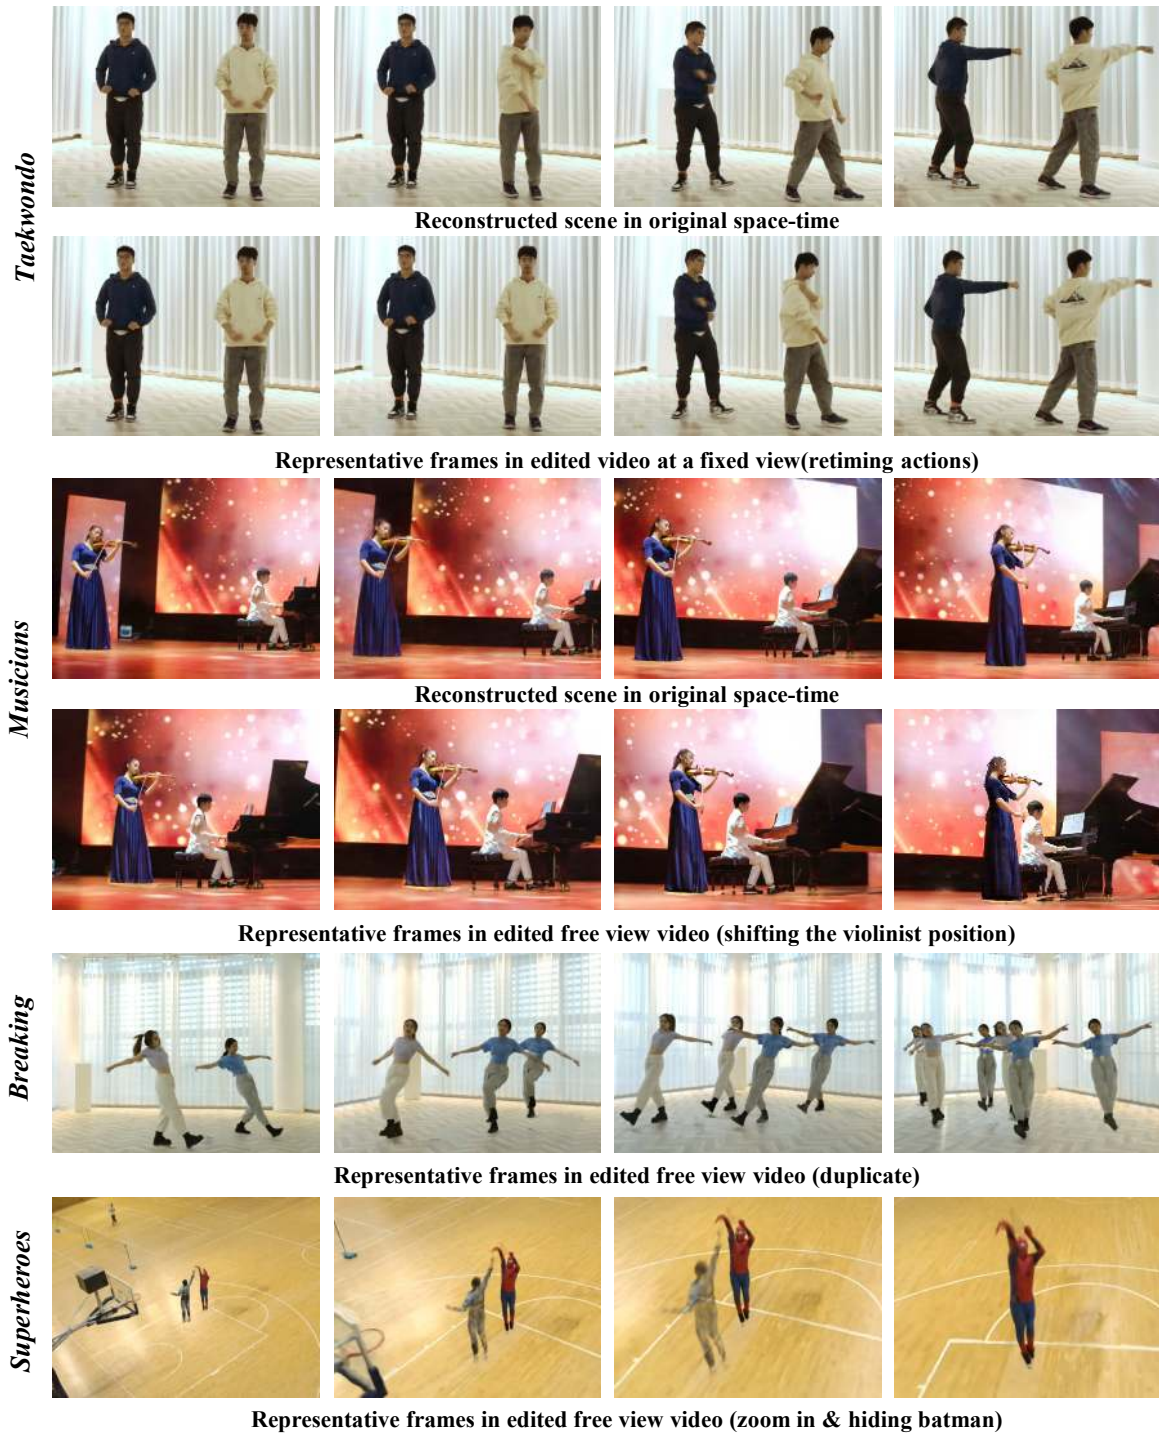 Taekwondo
Reconstructed scene in original space-time
Representative frames in edited video at a fixed view(retiming actions)
Musicians
Reconstructed scene in original space-time
Representative frames in edited free view video (shifting the violinist position)
Breaking
Representative frames in edited free view video (duplicate)
Superheroes
Representative frames in edited free view video (zoom in & hiding batman)